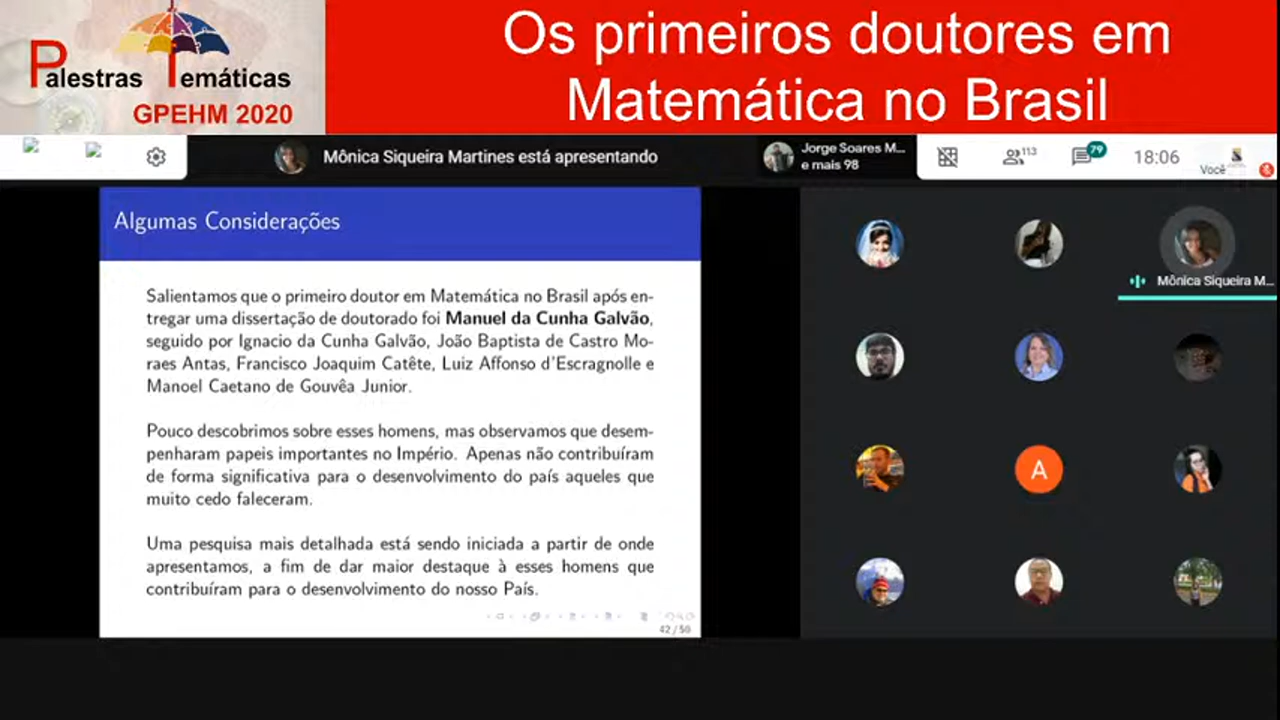 Palestras Temáticas
GPEHM 2020
Os primeiros doutores em
Matemática no Brasil
Mônica Siqueira Martines está apresentando
Jorge Soares M...
e mais 98
113
79
18:06
Você
Algumas Considerações
Salientamos que o primeiro doutor em Matemática no Brasil após en-
tregar uma dissertação de doutorado foi Manuel da Cunha Galvão,
seguido por Ignacio da Cunha Galvão, João Baptista de Castro Mo-
raes Antas, Francisco Joaquim Catête, Luiz Affonso d'Escragnolle e
Manoel Caetano de Gouvêa Junior.
Pouco descobrimos sobre esses homens, mas observamos que desem-
penharam papeis importantes no Império. Apenas não contribuíram
de forma significativa para o desenvolvimento do país aqueles que
muito cedo faleceram.
Uma pesquisa mais detalhada está sendo iniciada a partir de onde
apresentamos, a fim de dar maior destaque à esses homens que
contribuíram para o desenvolvimento do nosso País.
42/50
Mônica Siqueira M...
A